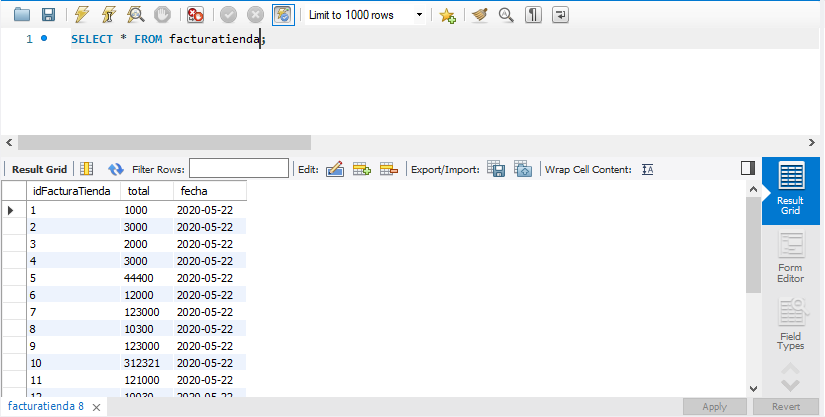 Limit to 1000 rows
1 SELECT * FROM facturatienda;
Result Grid Filter Rows: Edit: Export/Import: Wrap Cell Content:
idFacturaTienda total fecha
1 1000 2020-05-22
2 3000 2020-05-22
3 2000 2020-05-22
4 3000 2020-05-22
5 44400 2020-05-22
6 12000 2020-05-22
7 123000 2020-05-22
8 10300 2020-05-22
9 123000 2020-05-22
10 312321 2020-05-22
11 121000 2020-05-22
Result
Grid
Form
Editor
Field
Types
facturatienda 8
Apply Revert